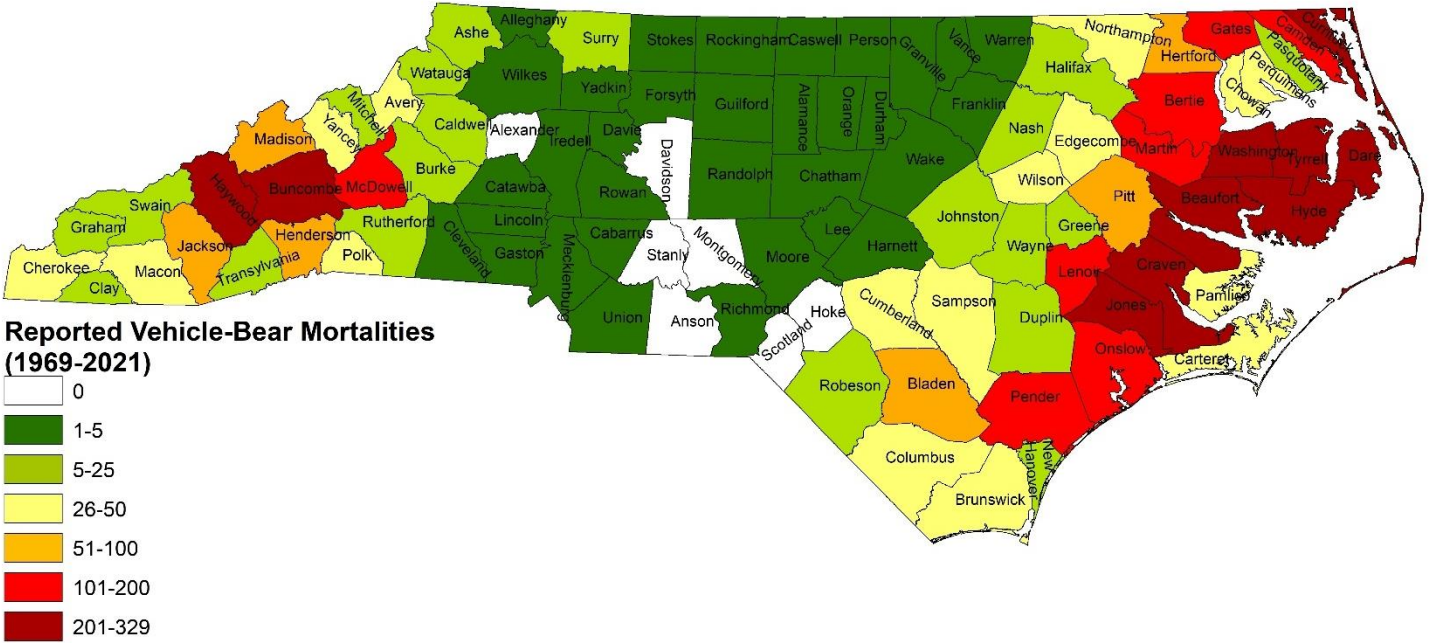 Alleghany
Ashe
Surry
Stokes
Rockingham
Caswell
Person
Granville
Vance
Warren
Northampton
Hertford
Gates
Camden
Currituck
Pasquotank
Perquimans
Chowan
Halifax
Bertie
Watauga
Wilkes
Yadkin
Forsyth
Guilford
Alamance
Orange
Durham
Franklin
Nash
Edgecombe
Martin
Washington
Tyrrell
Dare
Avery
Mitchell
Yancey
Madison
Caldwell
Alexander
Iredell
Davie
Davidson
Randolph
Chatham
Wake
Wilson
Pitt
Beaufort
Hyde
Burke
McDowell
Buncombe
Haywood
Swain
Graham
Catawba
Rowan
Lincoln
Cabarrus
Stanly
Montgomery
Moore
Lee
Harnett
Johnston
Wayne
Greene
Lenoir
Craven
Pamlico
Rutherford
Cleveland
Gaston
Mecklenburg
Henderson
Jackson
Transylvania
Polk
Cherokee
Macon
Clay
Union
Anson
Richmond
Scotland
Hoke
Cumberland
Sampson
Duplin
Jones
Onslow
Carteret
Robeson
Bladen
Pender
Columbus
Brunswick
New
Hanover
Reported Vehicle-Bear Mortalities
(1969-2021)
0
1-5
5-25
26-50
51-100
101-200
201-329